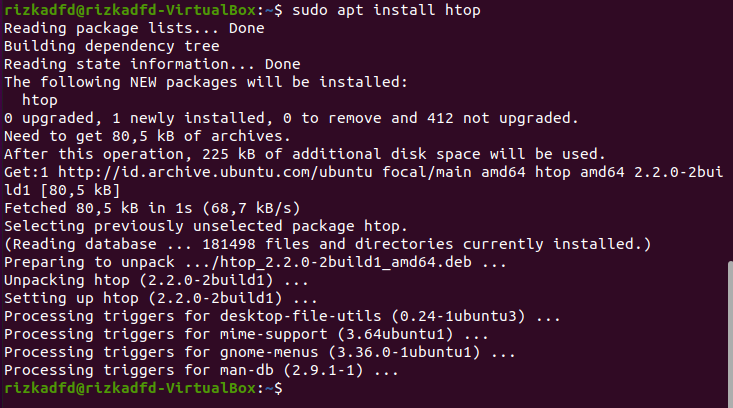 rizkadfd@rizkadfd-VirtualBox:~$ sudo apt install htop
Reading package lists... Done
Building dependency tree
Reading state information... Done
The following NEW packages will be installed:
  htop
0 upgraded, 1 newly installed, 0 to remove and 412 not upgraded.
Need to get 80,5 kB of archives.
After this operation, 225 kB of additional disk space will be used.
Get:1 http://id.archive.ubuntu.com/ubuntu focal/main amd64 htop amd64 2.2.0-2bui
ld1 [80,5 kB]
Fetched 80,5 kB in 1s (68,7 kB/s)
Selecting previously unselected package htop.
(Reading database ... 181498 files and directories currently installed.)
Preparing to unpack .../htop_2.2.0-2build1_amd64.deb ...
Unpacking htop (2.2.0-2build1) ...
Setting up htop (2.2.0-2build1) ...
Processing triggers for desktop-file-utils (0.24-1ubuntu3) ...
Processing triggers for mime-support (3.64ubuntu1) ...
Processing triggers for gnome-menus (3.36.0-1ubuntu1) ...
Processing triggers for man-db (2.9.1-1) ...
rizkadfd@rizkadfd-VirtualBox:~$